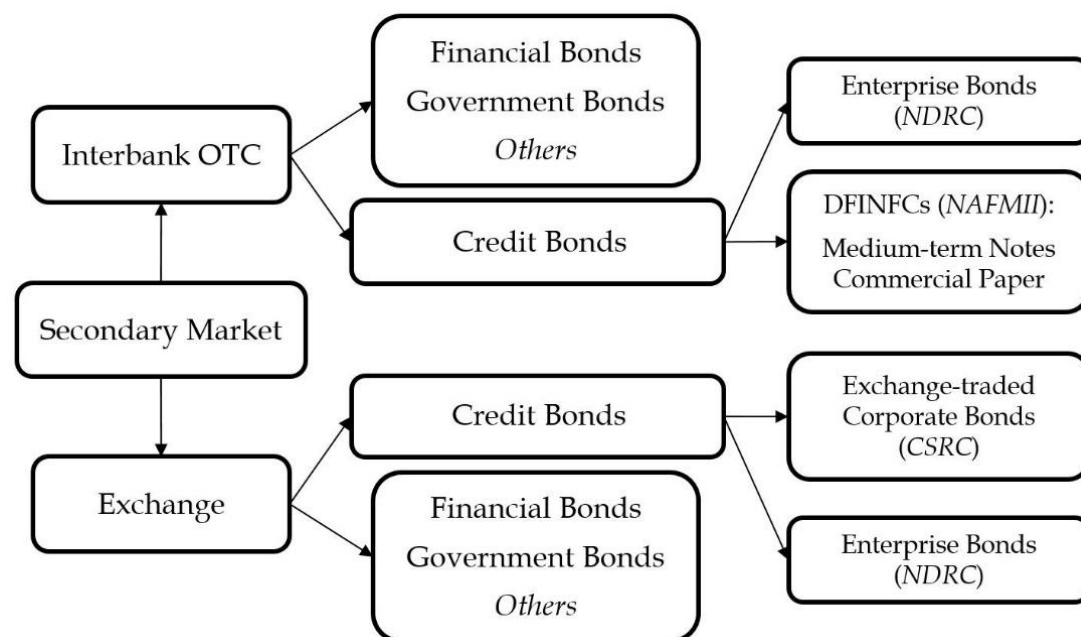 Secondary Market
Interbank OTC
Financial Bonds
Government Bonds
Others
Credit Bonds
Enterprise Bonds
(NDRC)
DFINFCs (NAFMII):
Medium-term Notes
Commercial Paper
Exchange
Credit Bonds
Exchange-traded
Corporate Bonds
(CSRC)
Enterprise Bonds
(NDRC)
Financial Bonds
Government Bonds
Others